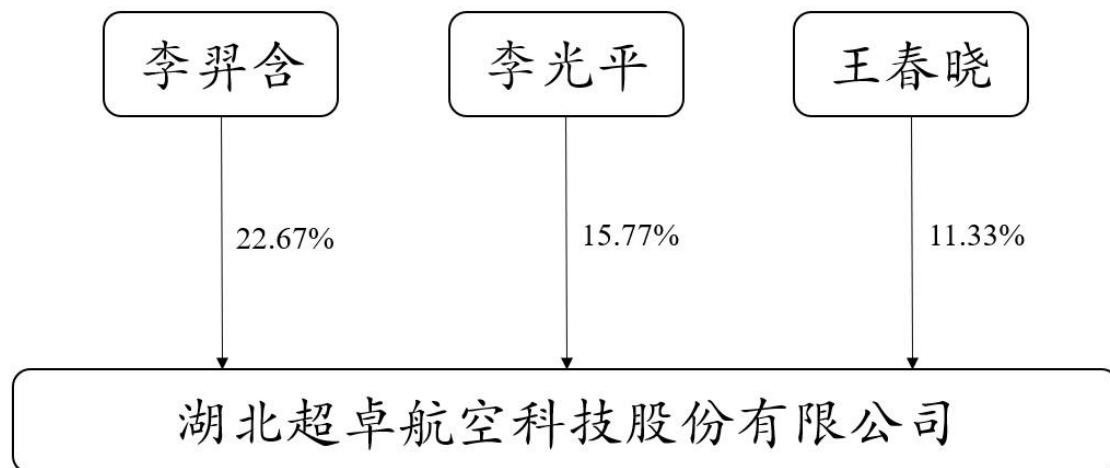 李羿含 李光平 王春晓
22.67% 15.77% 11.33%
湖北超卓航空科技股份有限公司